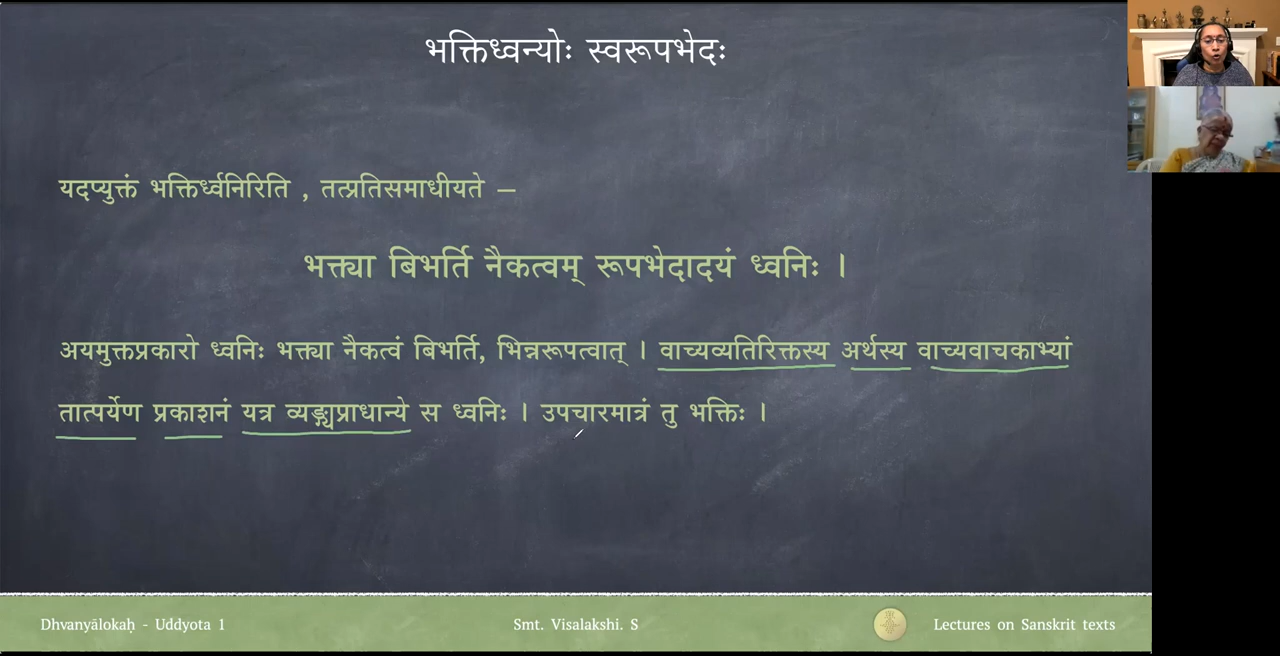 भक्तिध्वन्योः स्वरूपभेदः
यदप्युक्तं भक्तिर्ध्वनिरिति , तत्प्रतिसमाधीयते –
भक्त्या बिभर्ति नैकत्वम् रूपभेदादयं ध्वनिः ।
अयमुक्तप्रकारो ध्वनिः भक्त्या नैकत्वं बिभर्ति, भिन्नरूपत्वात् । वाच्यव्यतिरिक्तस्य अर्थस्य वाच्यवाचकाभ्यां
तात्पर्येण प्रकाशनं यत्र व्यङ्ग्यप्राधान्ये स ध्वनिः । उपचारमात्रं तु भक्तिः ।
Dhvanyālokaḥ - Uddyota 1 Smt. Visalakshi. S Lectures on Sanskrit texts